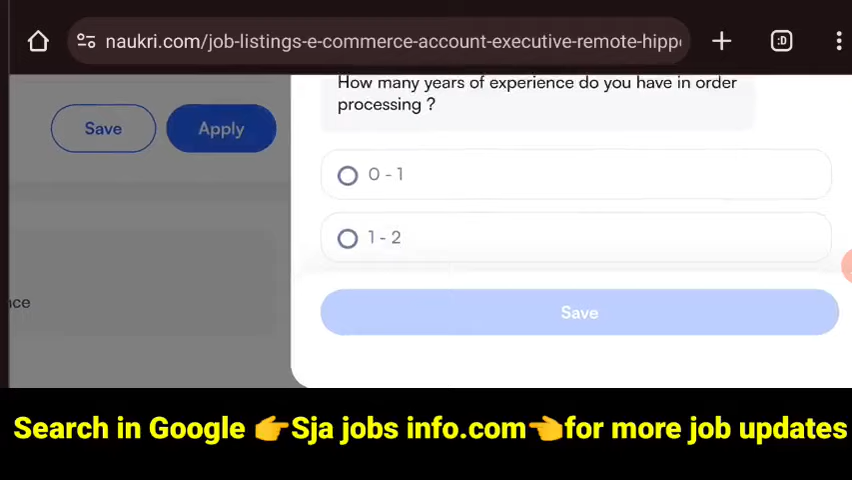 naukri.com/job-listings-e-commerce-account-executive-remote-hipp
:D
How many years of experience do you have in order
processing ?
Save
Apply
0 - 1
1 - 2
nce
Save
Search in Google 👉Sja jobs info.com👈for more job updates